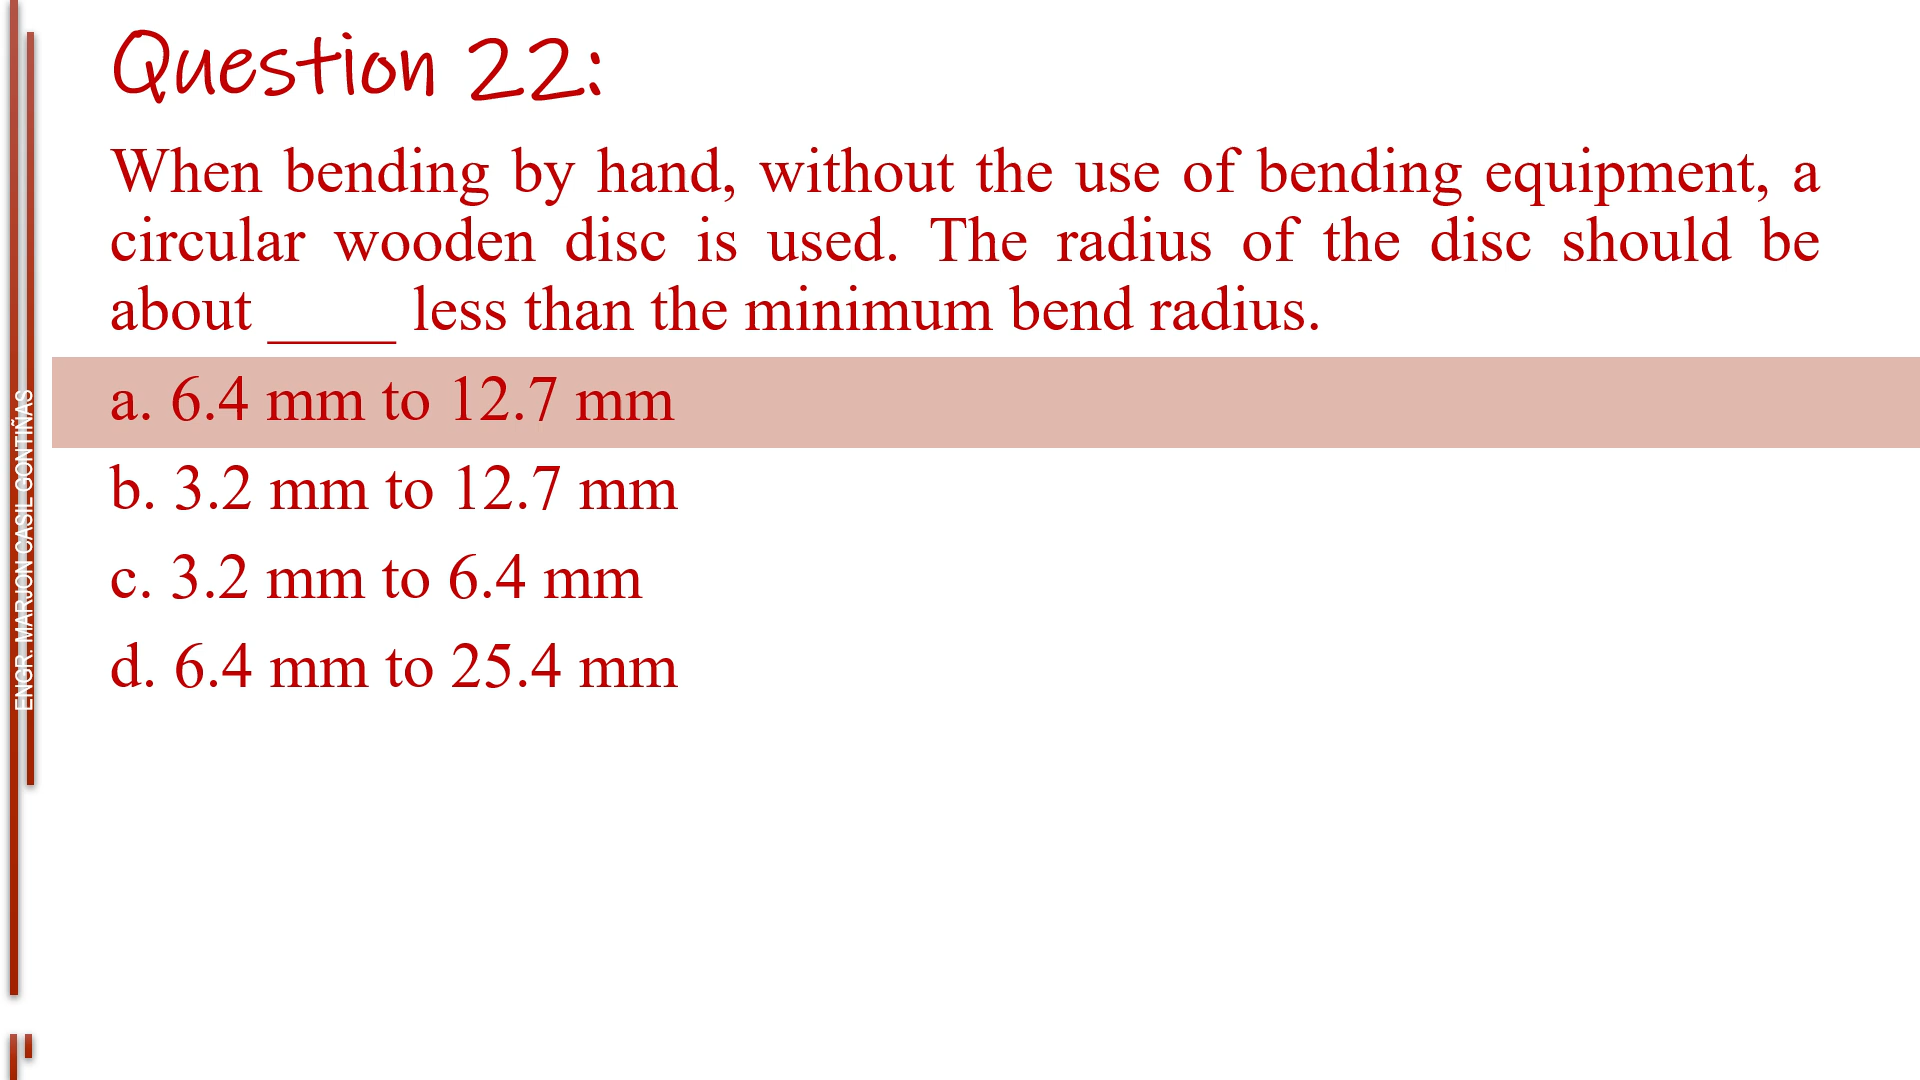 Question 22:
When bending by hand, without the use of bending equipment, a
circular wooden disc is used. The radius of the disc should be
about ____ less than the minimum bend radius.
a. 6.4 mm to 12.7 mm
b. 3.2 mm to 12.7 mm
c. 3.2 mm to 6.4 mm
d. 6.4 mm to 25.4 mm
ENGR. MARJON CASIL GONTIÑAS